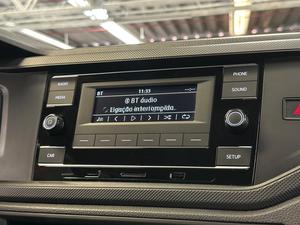 RADIO
MEDIA
CAR
BT
11:33
BT áudio
Ligação interrompida.
PHONE
SOUND
SETUP